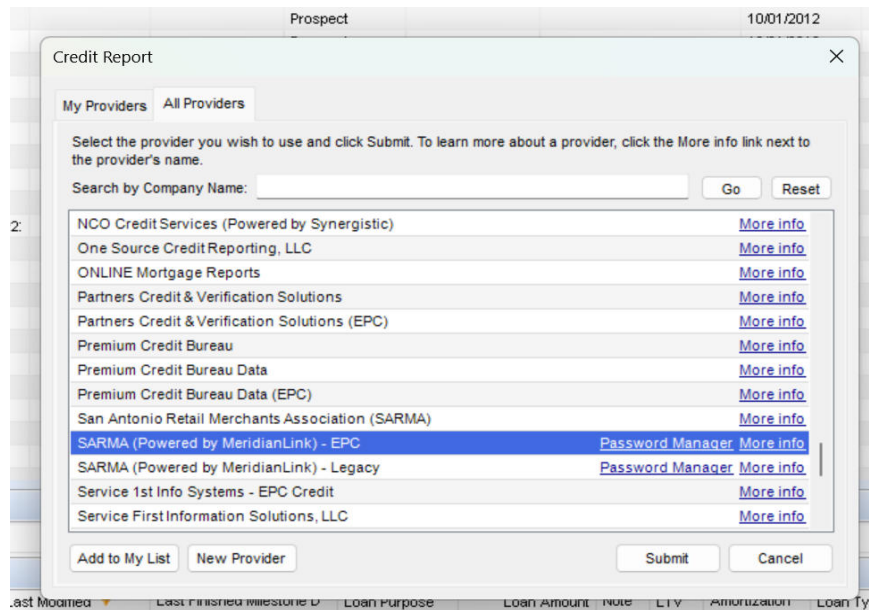 Prospect 10/01/2012
Credit Report
My Providers All Providers
Select the provider you wish to use and click Submit. To learn more about a provider, click the More info link next to
the provider's name.
Search by Company Name: Go Reset
2:
NCO Credit Services (Powered by Synergistic) More info
One Source Credit Reporting, LLC More info
ONLINE Mortgage Reports More info
Partners Credit & Verification Solutions More info
Partners Credit & Verification Solutions (EPC) More info
Premium Credit Bureau More info
Premium Credit Bureau Data More info
Premium Credit Bureau Data (EPC) More info
San Antonio Retail Merchants Association (SARMA) More info
SARMA (Powered by MeridianLink) - EPC Password Manager More info
SARMA (Powered by MeridianLink) - Legacy Password Manager More info
Service 1st Info Systems - EPC Credit More info
Service First Information Solutions, LLC More info
Add to My List New Provider Submit Cancel
Last Modified Last Finished Milestone D Loan Purpose Loan Amount Note LTV Amortization Loan Ty